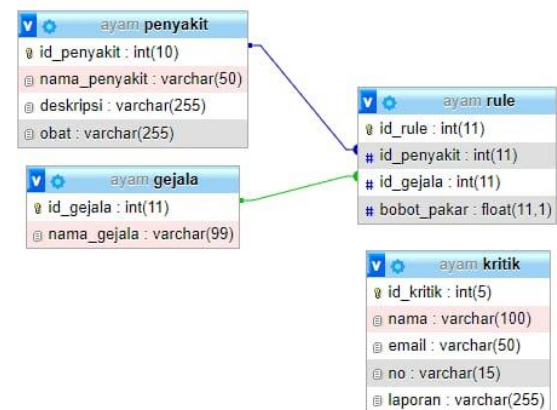 v ayam penyakit
id_penyakit : int(10)
nama_penyakit : varchar(50)
deskripsi : varchar(255)
obat : varchar(255)
v ayam gejala
id_gejala : int(11)
nama_gejala : varchar(99)
v ayam rule
id_rule : int(11)
# id_penyakit : int(11)
# id_gejala : int(11)
# bobot_pakar : float(11,1)
v ayam kritik
id_kritik : int(5)
nama : varchar(100)
email : varchar(50)
no : varchar(15)
laporan : varchar(255)